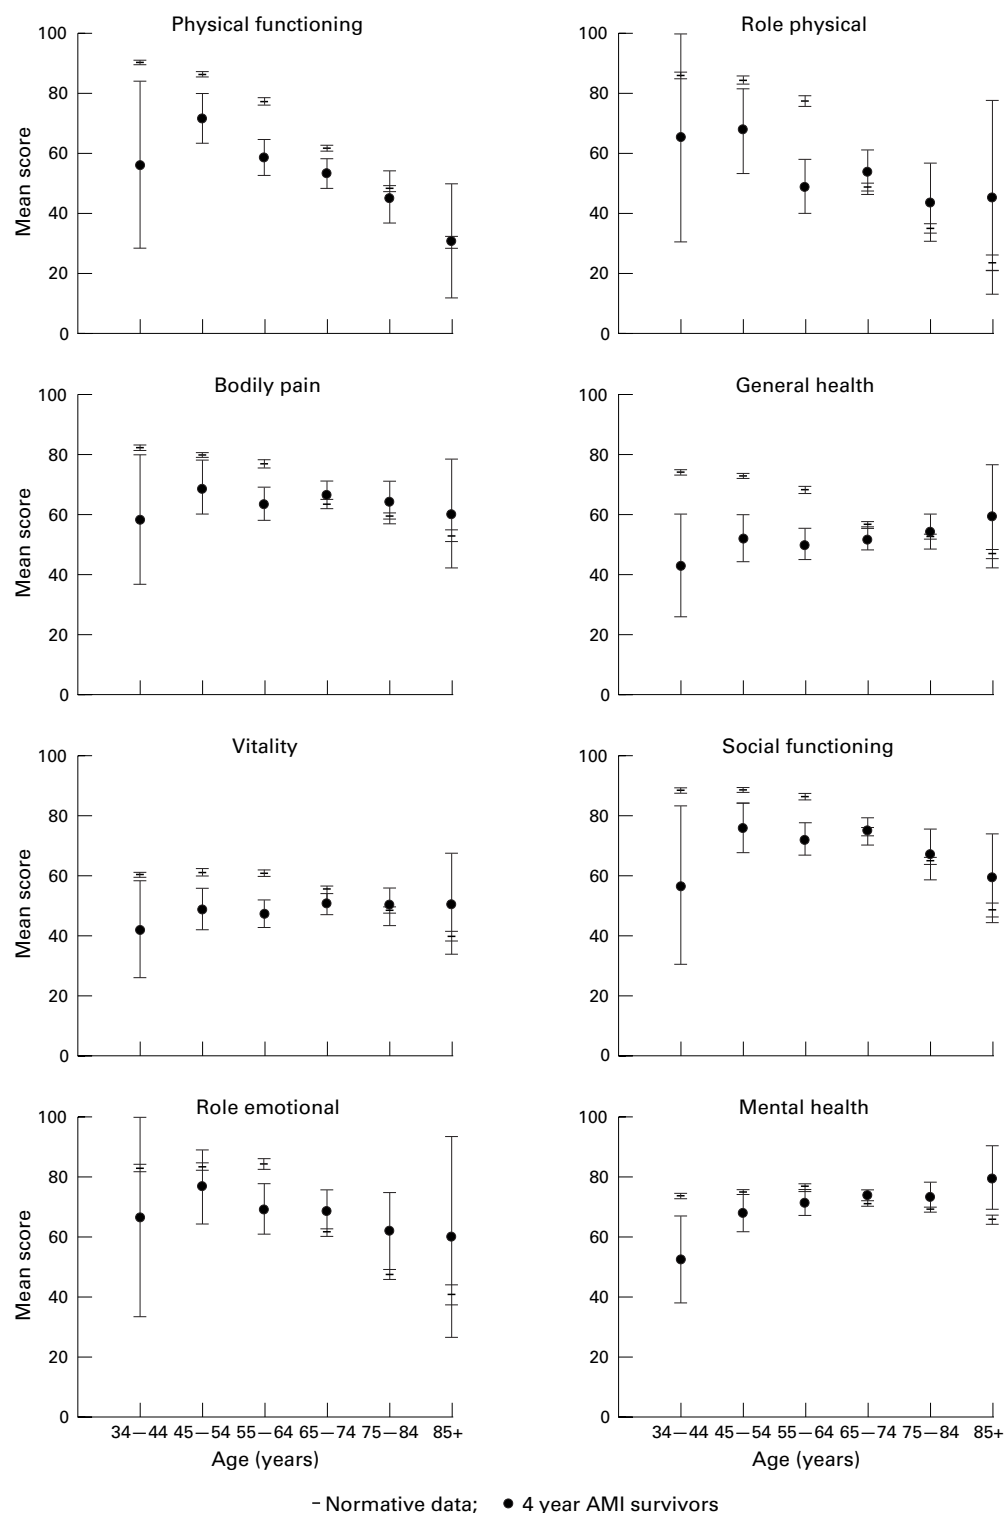 Physical functioning
100
80
60
40
20
0
Mean score
Role physical
100
80
60
40
20
0
Bodily pain
100
80
60
40
20
0
Mean score
General health
100
80
60
40
20
0
Vitality
100
80
60
40
20
0
Mean score
Social functioning
100
80
60
40
20
0
Role emotional
100
80
60
40
20
0
Mean score
34–44 45–54 55–64 65–74 75–84 85+
Age (years)
Mental health
100
80
60
40
20
0
34–44 45–54 55–64 65–74 75–84 85+
Age (years)
– Normative data; ● 4 year AMI survivors